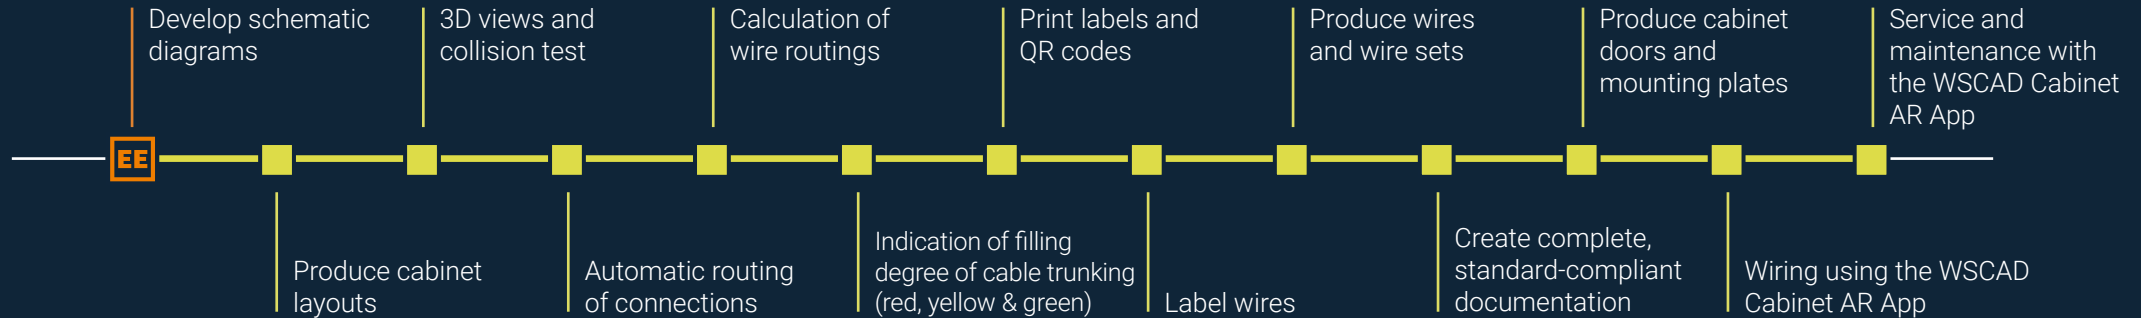 Develop schematic
diagrams
3D views and
collision test
Calculation of
wire routings
Print labels and
QR codes
Produce wires
and wire sets
Produce cabinet
doors and
mounting plates
Service and
maintenance with
the WSCAD Cabinet
AR App
EE
Produce cabinet
layouts
Automatic routing
of connections
Indication of filling
degree of cable trunking
(red, yellow & green)
Label wires
Create complete,
standard-compliant
documentation
Wiring using the WSCAD
Cabinet AR App